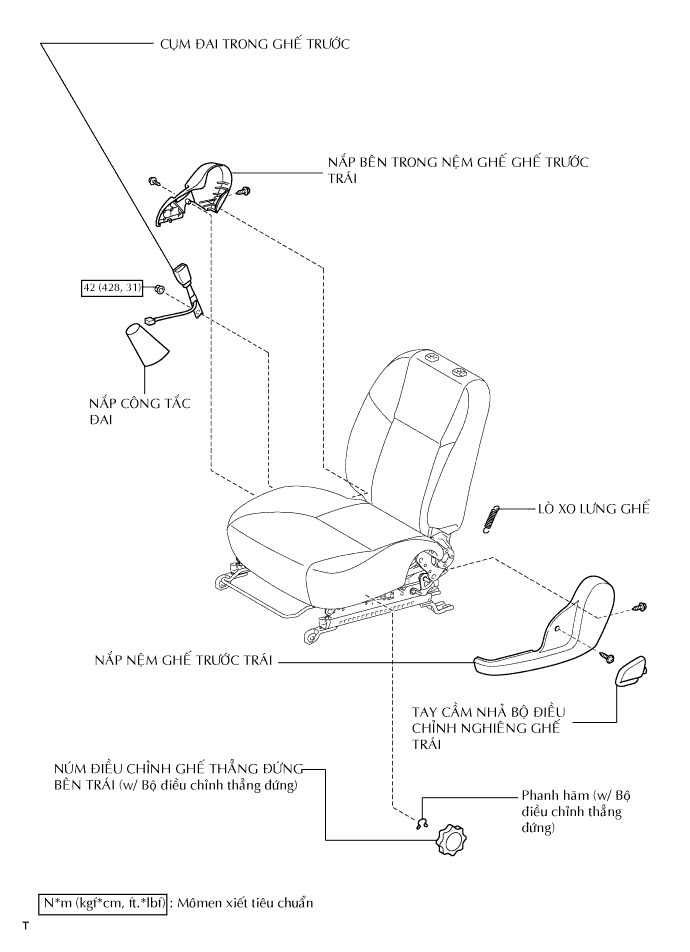 CỤM ĐAI TRONG GHẾ TRƯỚC
NẮP BÊN TRONG NỆM GHẾ GHẾ TRƯỚC
TRÁI
42 (428, 31)
NẮP CÔNG TẮC
ĐAI
LÒ XO LƯNG GHẾ
NẮP NỆM GHẾ TRƯỚC TRÁI
TAY CẦM NHẢ BỘ ĐIỀU
CHỈNH NGHIÊNG GHẾ
TRÁI
NÚM ĐIỀU CHỈNH GHẾ THẲNG ĐỨNG
BÊN TRÁI (w/ Bộ điều chỉnh thẳng đứng)
Phanh hãm (w/ Bộ
điều chỉnh thẳng
đứng)
N*m (kgf*cm, ft.*lbf) : Mômen xiết tiêu chuẩn
T